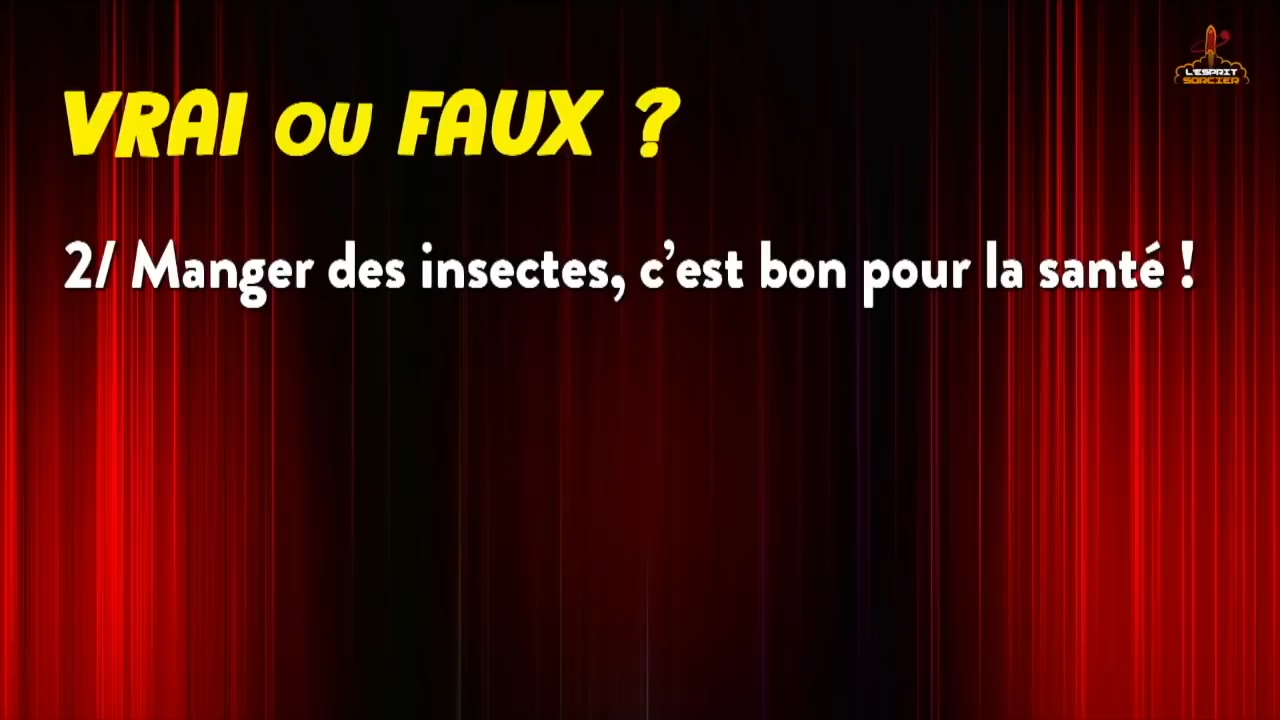 L'ESPRIT
SORCIER
VRAI OU FAUX ?
2/ Manger des insectes, c'est bon pour la santé !